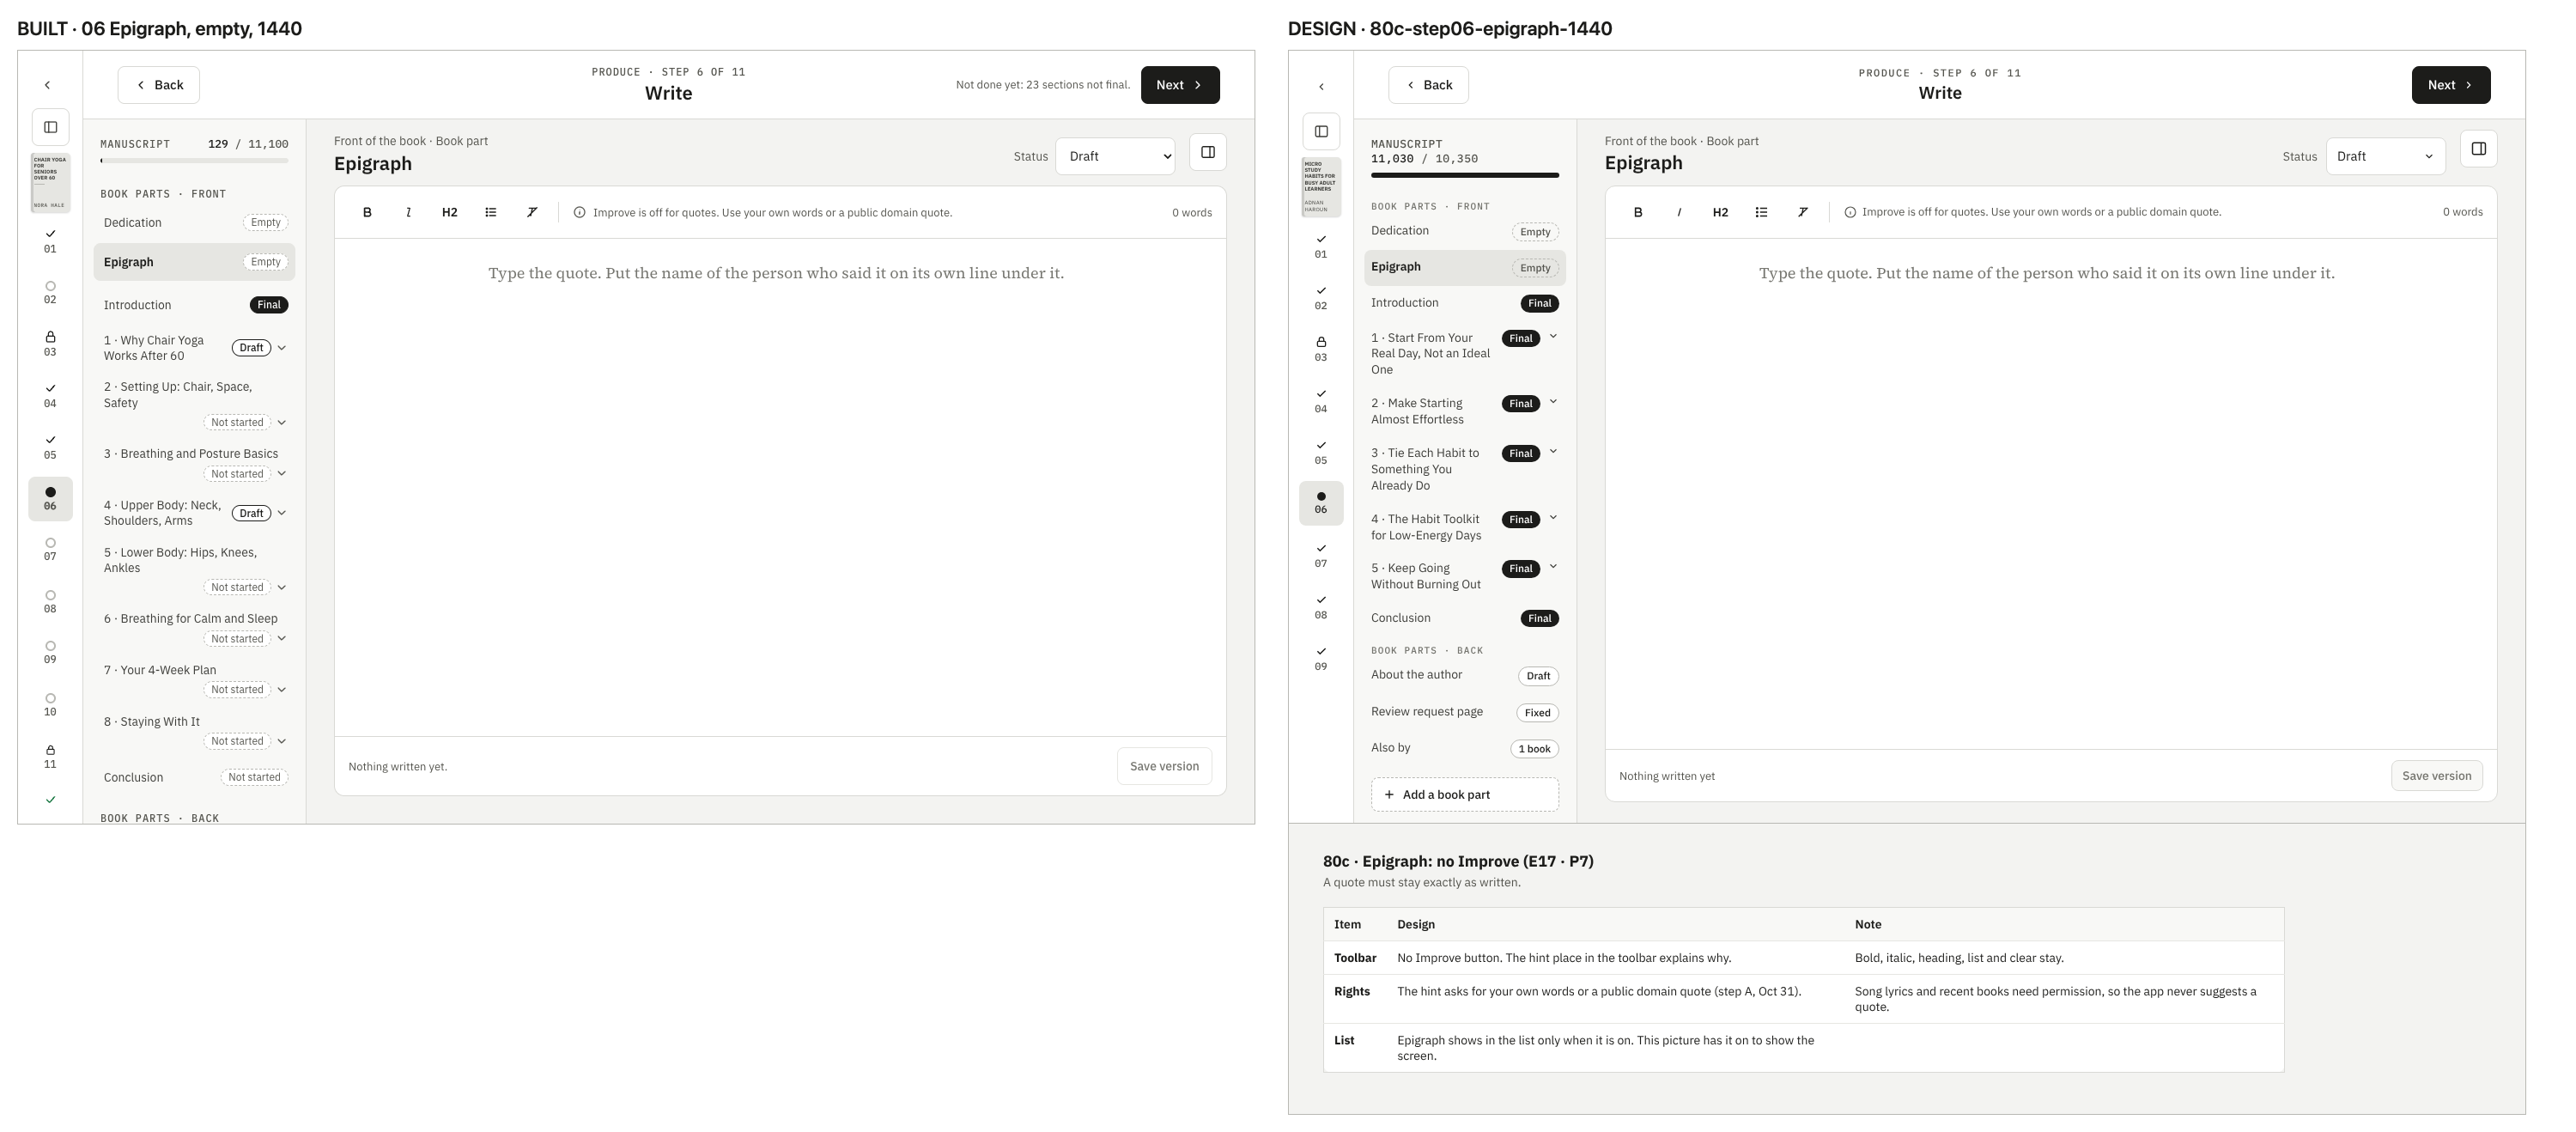 BUILT · 06 Epigraph, empty, 1440
Back
PRODUCE · STEP 6 OF 11
Write
Not done yet: 23 sections not final.
Next
CHAIR YOGA
FOR
SENIORS
OVER 60
NORA HALE
01
02
03
04
05
06
07
08
09
10
11
MANUSCRIPT 129 / 11,100
BOOK PARTS · FRONT
Dedication Empty
Epigraph Empty
Introduction Final
1 · Why Chair Yoga
Works After 60
Draft
2 · Setting Up: Chair, Space,
Safety
Not started
3 · Breathing and Posture Basics
Not started
4 · Upper Body: Neck,
Shoulders, Arms
Draft
5 · Lower Body: Hips, Knees,
Ankles
Not started
6 · Breathing for Calm and Sleep
Not started
7 · Your 4-Week Plan
Not started
8 · Staying With It
Not started
Conclusion Not started
BOOK PARTS · BACK
Front of the book · Book part
Epigraph
Status Draft
B I H2 Improve is off for quotes. Use your own words or a public domain quote. 0 words
Type the quote. Put the name of the person who said it on its own line under it.
Nothing written yet. Save version
DESIGN · 80c-step06-epigraph-1440
Back
PRODUCE · STEP 6 OF 11
Write
Next
MICRO
STUDY
HABITS FOR
BUSY ADULT
LEARNERS
ADNAN
HAROUN
01
02
03
04
05
06
07
08
09
MANUSCRIPT
11,030 / 10,350
BOOK PARTS · FRONT
Dedication Empty
Epigraph Empty
Introduction Final
1 · Start From Your
Real Day, Not an Ideal
One
Final
2 · Make Starting
Almost Effortless
Final
3 · Tie Each Habit to
Something You
Already Do
Final
4 · The Habit Toolkit
for Low-Energy Days
Final
5 · Keep Going
Without Burning Out
Final
Conclusion Final
BOOK PARTS · BACK
About the author Draft
Review request page Fixed
Also by 1 book
+ Add a book part
Front of the book · Book part
Epigraph
Status Draft
B I H2 Improve is off for quotes. Use your own words or a public domain quote. 0 words
Type the quote. Put the name of the person who said it on its own line under it.
Nothing written yet Save version
80c · Epigraph: no Improve (E17 · P7)
A quote must stay exactly as written.
Item Design Note
Toolbar No Improve button. The hint place in the toolbar explains why. Bold, italic, heading, list and clear stay.
Rights The hint asks for your own words or a public domain quote (step A, Oct 31). Song lyrics and recent books need permission, so the app never suggests a
quote.
List Epigraph shows in the list only when it is on. This picture has it on to show the
screen.